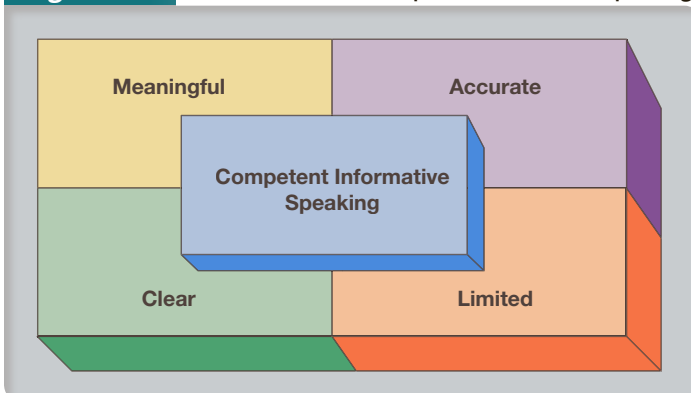 Meaningful
Accurate
Competent Informative
Speaking
Clear
Limited